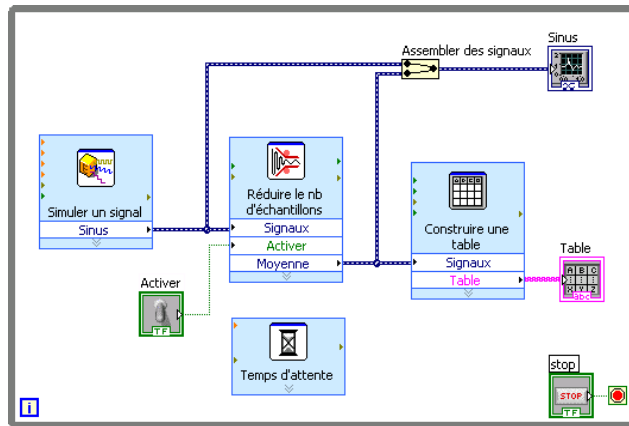 Sinus
Assembler des signaux
Simuler un signal
Sinus
Réduire le nb
d'échantillons
Signaux
Activer
Moyenne
Construire une
table
Signaux
Table
Table
A B C
X Y Z
abc
Activer
TF
Temps d'attente
stop
STOP
TF
i